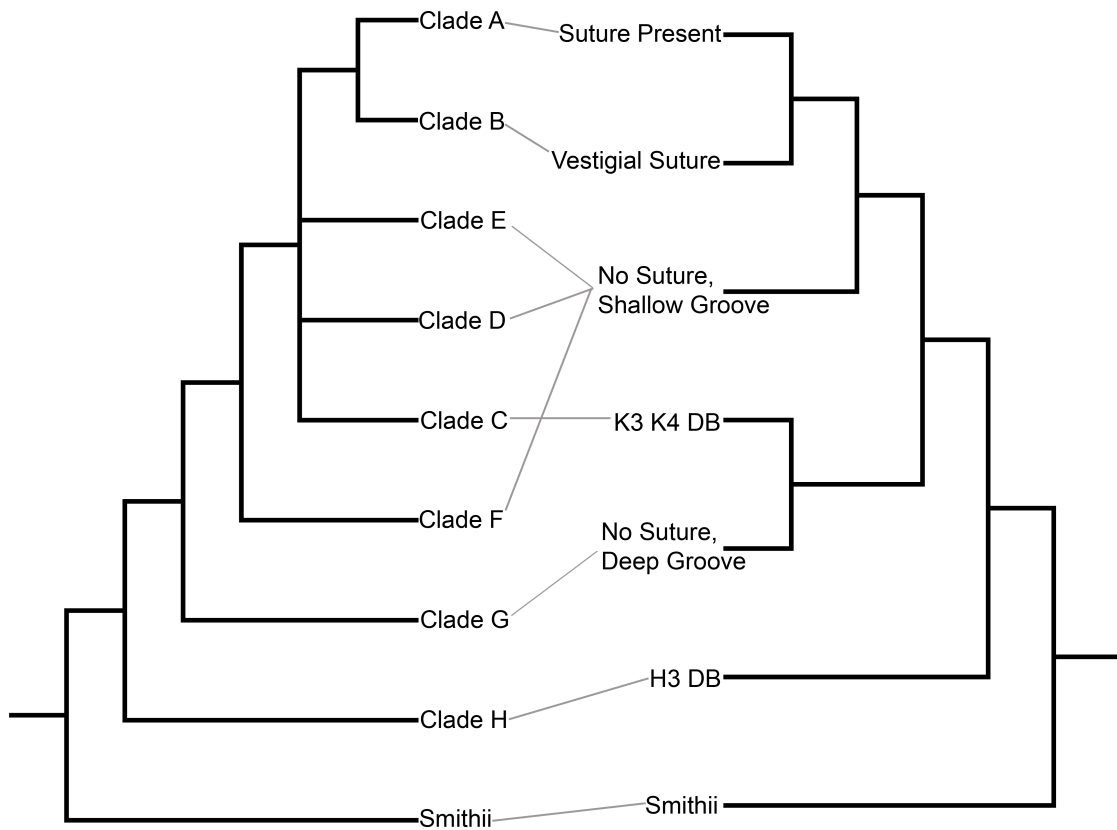 Clade A
Suture Present
Clade B
Vestigial Suture
Clade E
No Suture,
Shallow Groove
Clade D
Clade C
K3 K4 DB
Clade F
No Suture,
Deep Groove
Clade G
H3 DB
Clade H
Smithii
Smithii